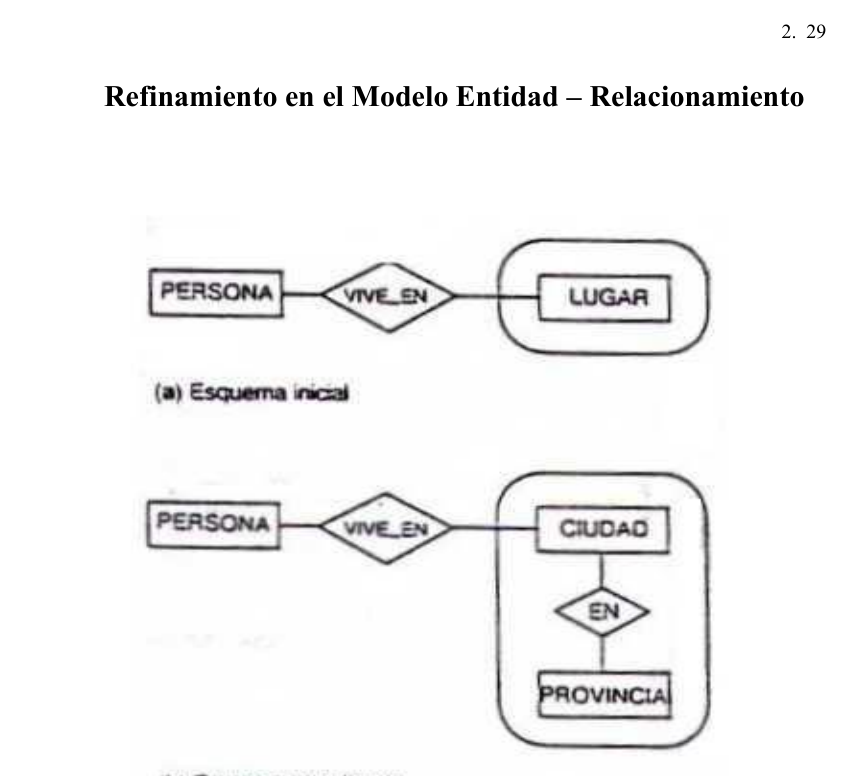 2. 29
Refinamiento en el Modelo Entidad – Relacionamiento
PERSONA VIVE_EN LUGAR
(a) Esquema inicial
PERSONA VIVE_EN CIUDAD
EN
PROVINCIA